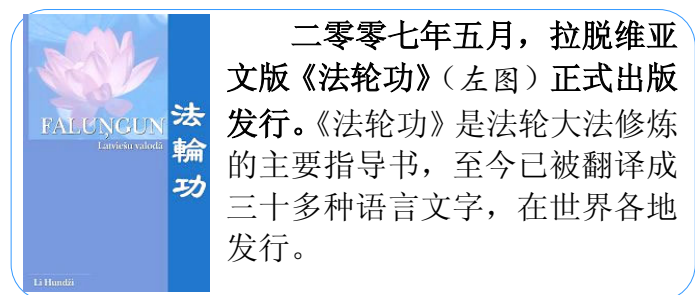 FALUŅGUN
Latviešu valodā
法輪功
Li Hundži
二零零七年五月，拉脱维亚
文版《法轮功》（左图）正式出版
发行。《法轮功》是法轮大法修炼
的主要指导书，至今已被翻译成
三十多种语言文字，在世界各地
发行。